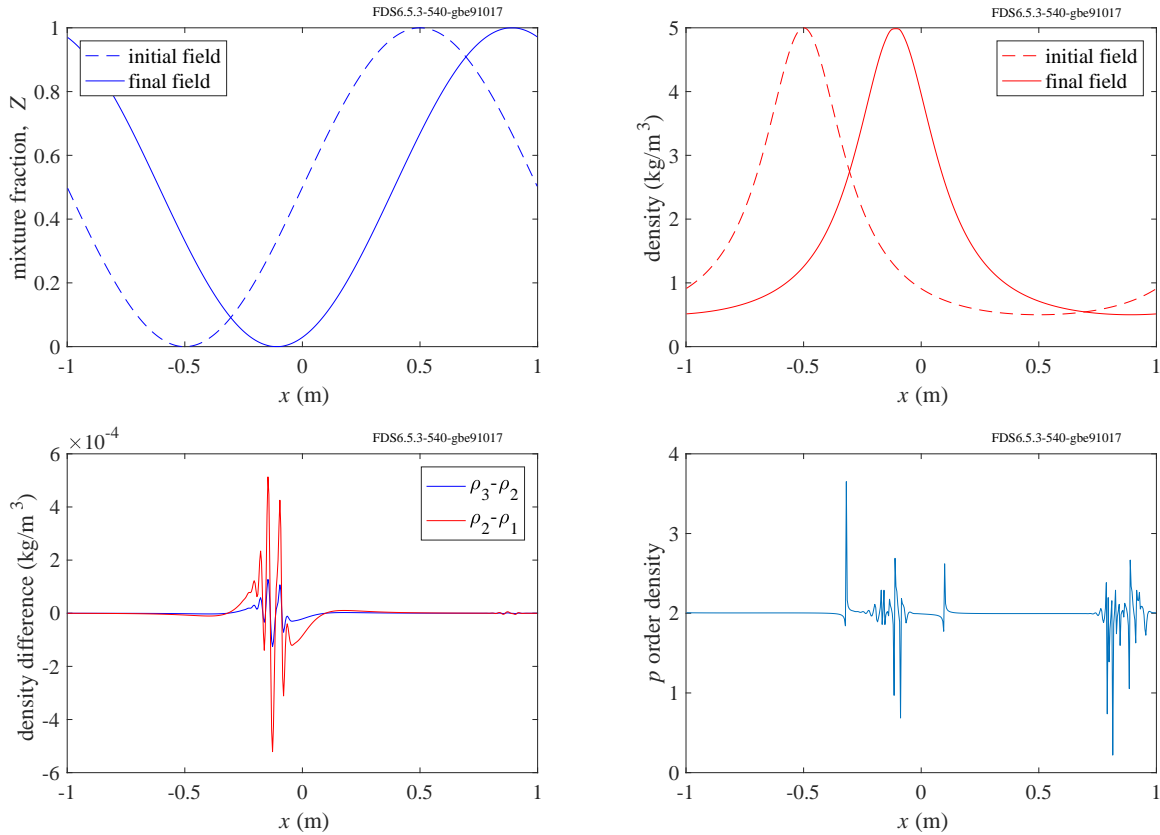 FDS6.5.3-540-gbe91017
1
0.8
0.6
0.4
0.2
0
-1
-0.5
0
0.5
1
mixture fraction, Z
x (m)
initial field
final field
FDS6.5.3-540-gbe91017
5
4
3
2
1
0
-1
-0.5
0
0.5
1
density (kg/m³)
x (m)
initial field
final field
×10⁻⁴
FDS6.5.3-540-gbe91017
6
4
2
0
-2
-4
-6
-1
-0.5
0
0.5
1
density difference (kg/m³)
x (m)
ρ₃-ρ₂
ρ₂-ρ₁
FDS6.5.3-540-gbe91017
4
3
2
1
0
-1
-0.5
0
0.5
1
p order density
x (m)